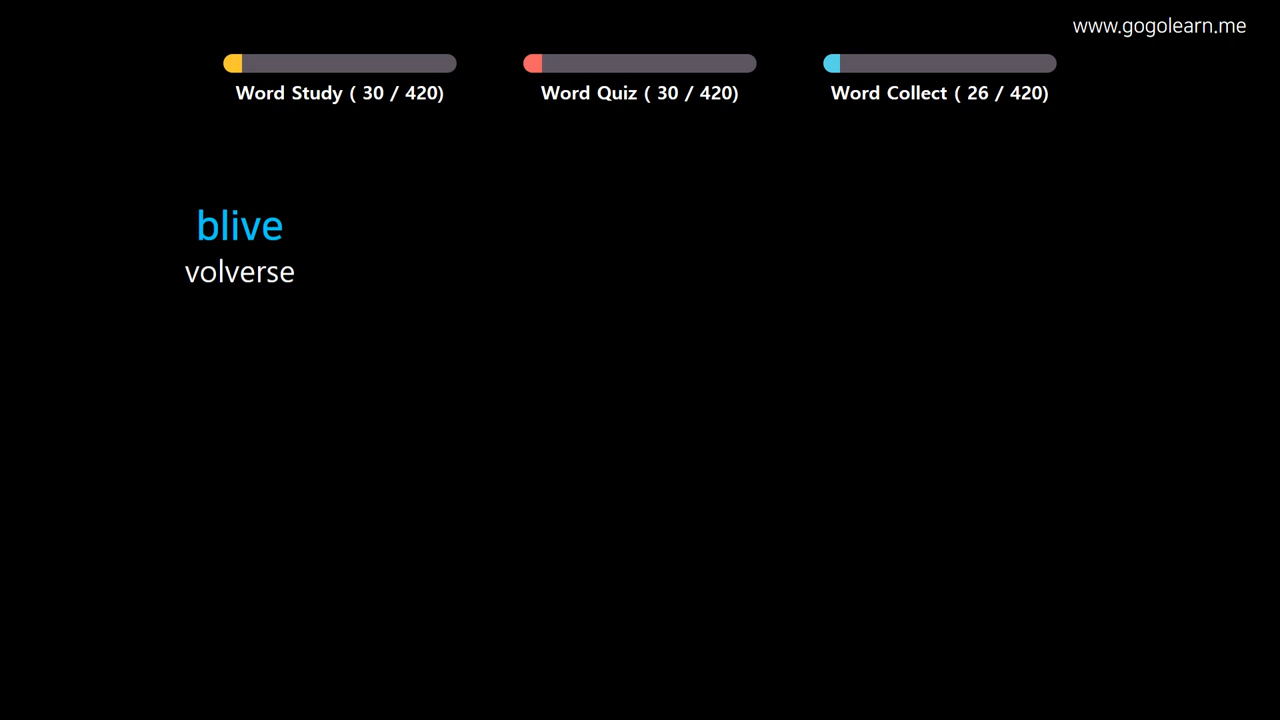 www.gogolearn.me
Word Study ( 30 / 420)
Word Quiz ( 30 / 420)
Word Collect ( 26 / 420)
blive
volverse